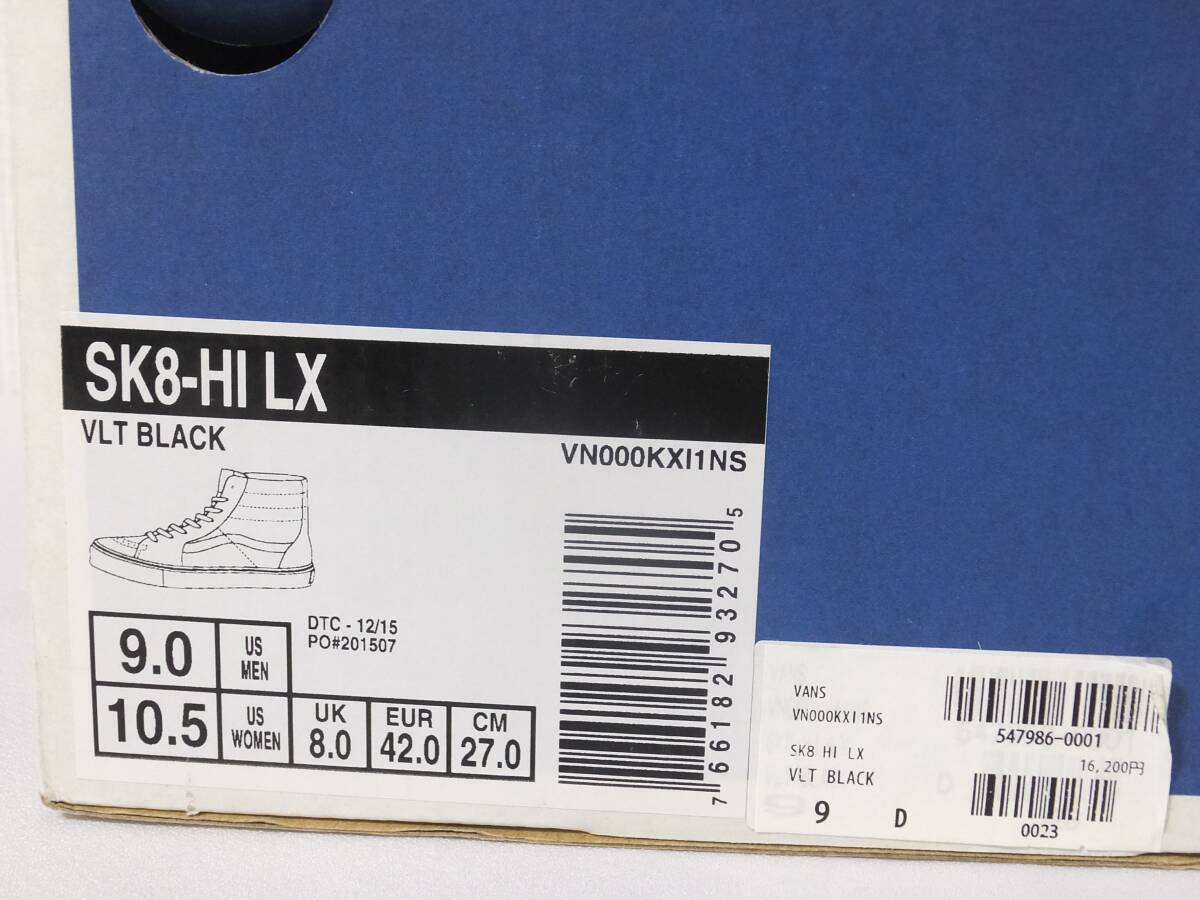 SK8-HI LX
VLT BLACK
VN000KXI1NS
DTC - 12/15
PO#201507
9.0 US MEN
10.5 US WOMEN
UK 8.0
EUR 42.0
CM 27.0
7 66182 93270 5
VANS
VN000KXI1NS
547986-0001
SK8 HI LX
16,200円
VLT BLACK
9 D
0023